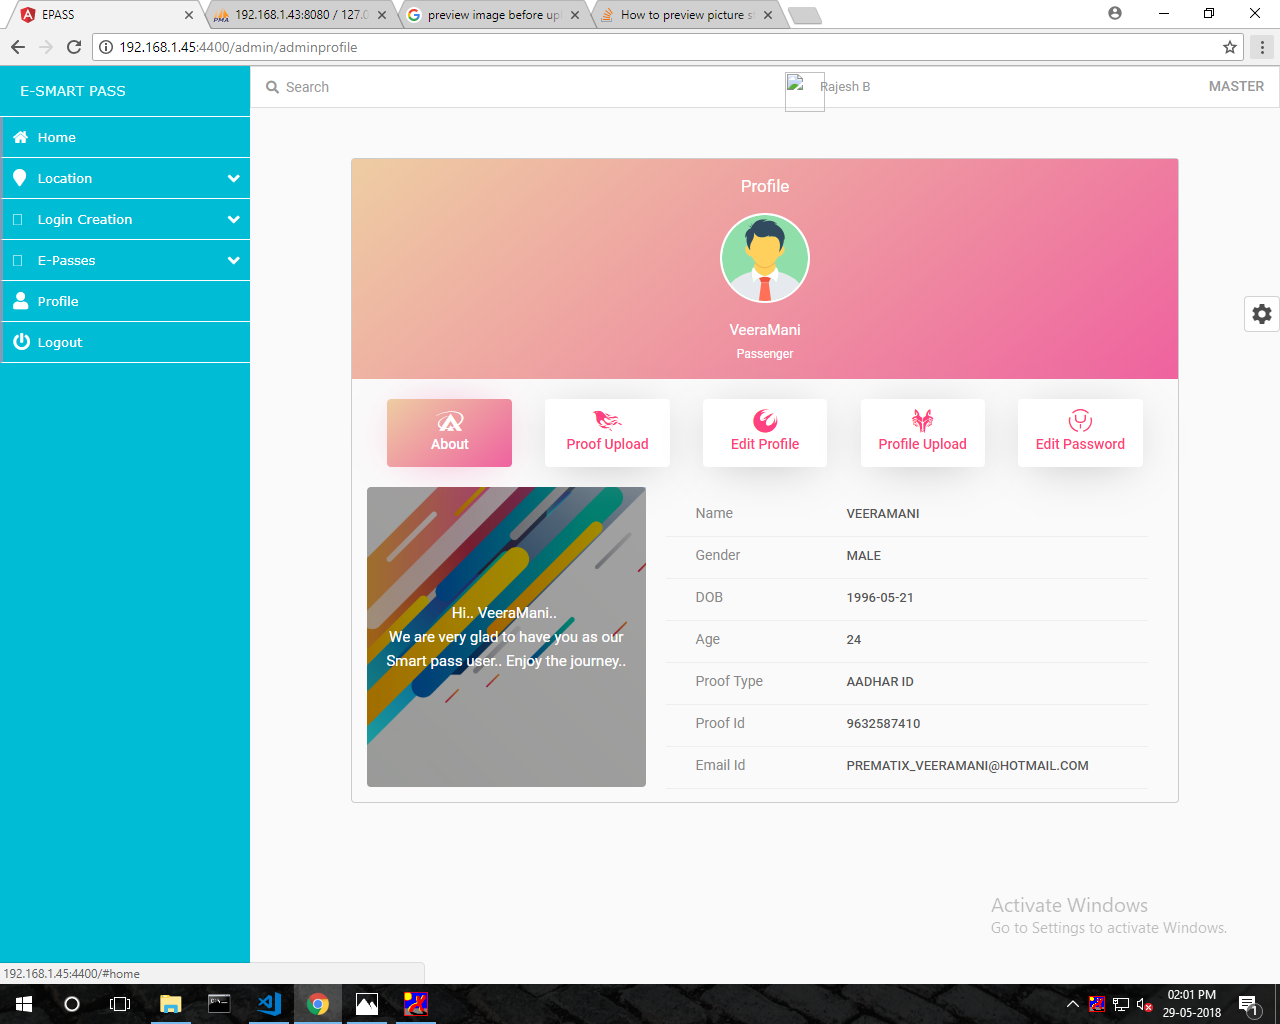 EPASS
192.168.1.43:8080 / 127.0
preview image before up
How to preview picture s
192.168.1.45:4400/admin/adminprofile
E-SMART PASS
Search
Rajesh B
MASTER
Home
Location
Login Creation
E-Passes
Profile
Logout
Profile
VeeraMani
Passenger
About
Proof Upload
Edit Profile
Profile Upload
Edit Password
Hi.. VeeraMani..
We are very glad to have you as our
Smart pass user.. Enjoy the journey..
Name VEERAMANI
Gender MALE
DOB 1996-05-21
Age 24
Proof Type AADHAR ID
Proof Id 9632587410
Email Id PREMATIX_VEERAMANI@HOTMAIL.COM
Activate Windows
Go to Settings to activate Windows.
192.168.1.45:4400/#home
02:01 PM
29-05-2018
1